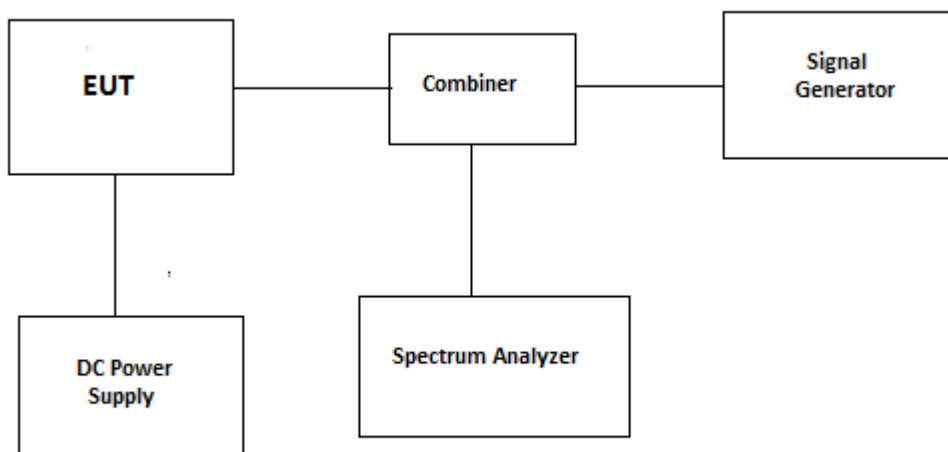 EUT
Combiner
Signal
Generator
DC Power
Supply
Spectrum Analyzer